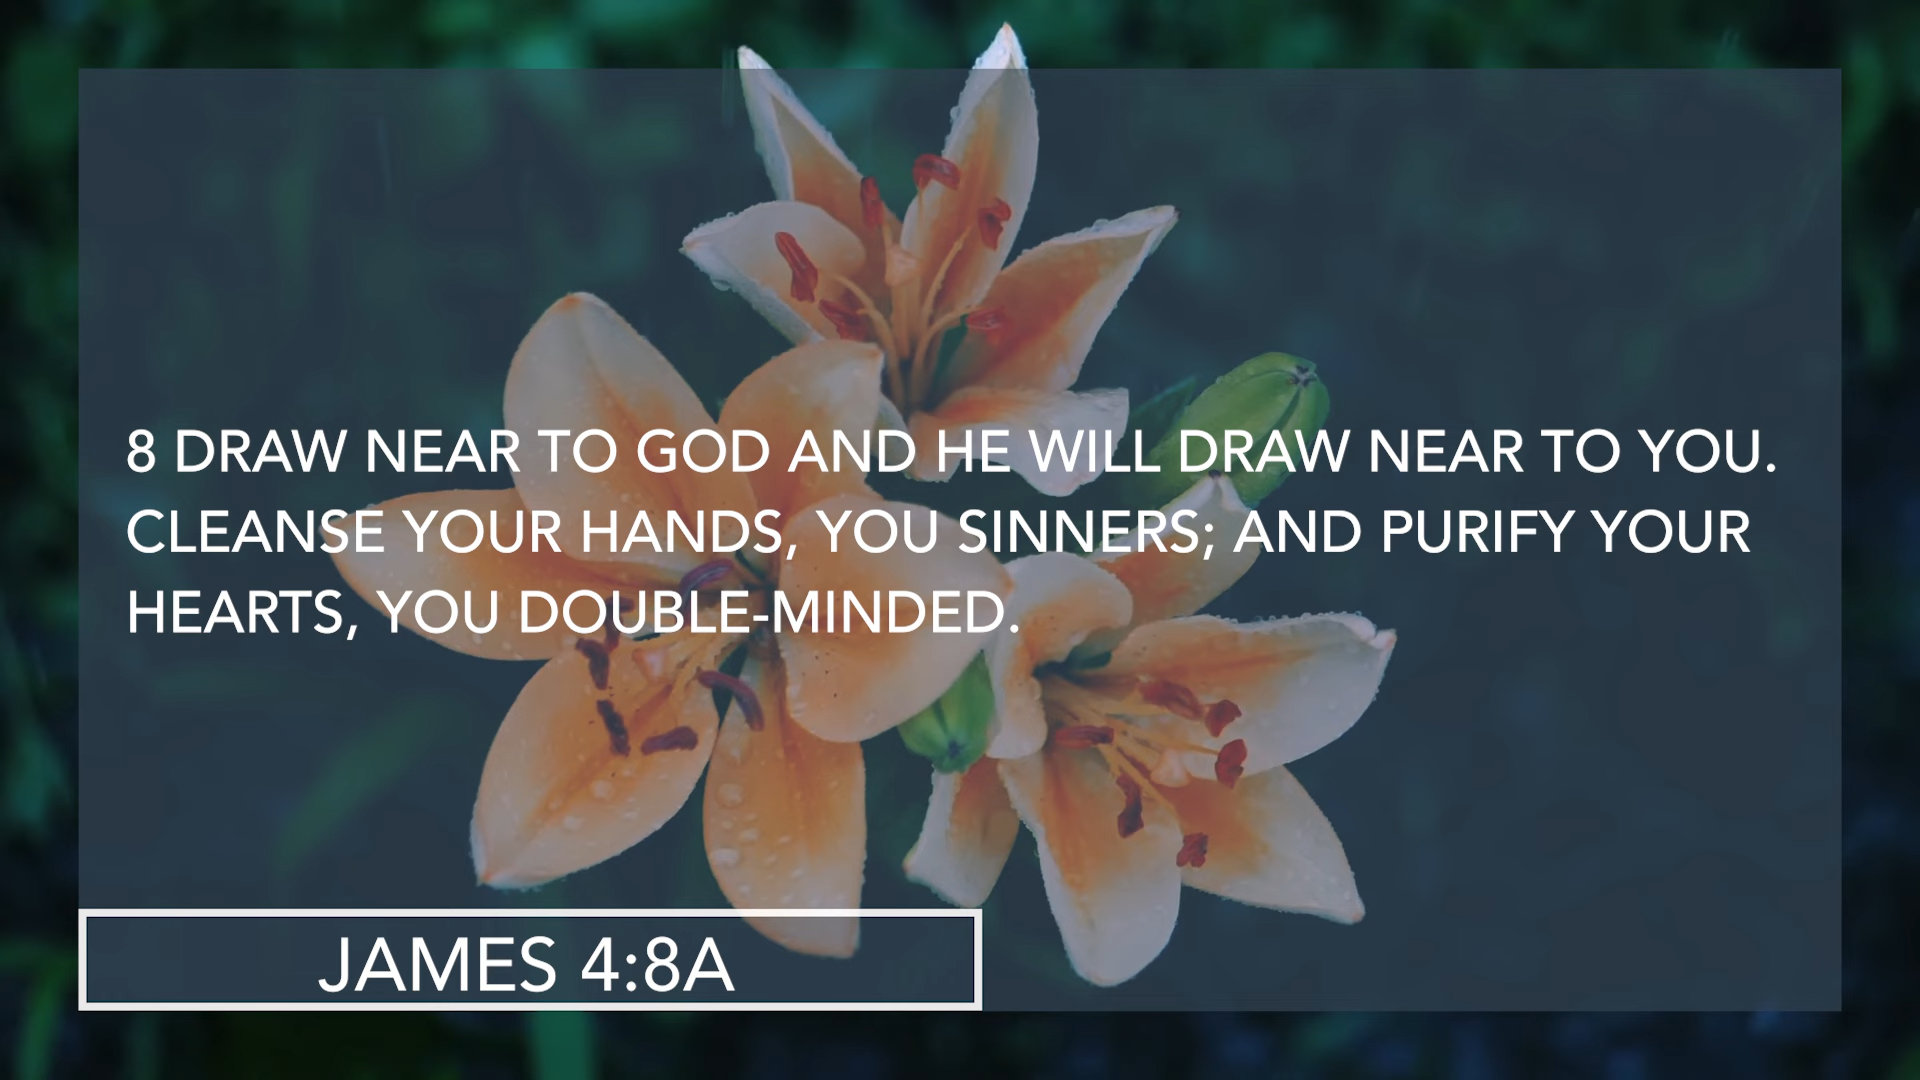 8 DRAW NEAR TO GOD AND HE WILL DRAW NEAR TO YOU.
CLEANSE YOUR HANDS, YOU SINNERS; AND PURIFY YOUR
HEARTS, YOU DOUBLE-MINDED.
JAMES 4:8A